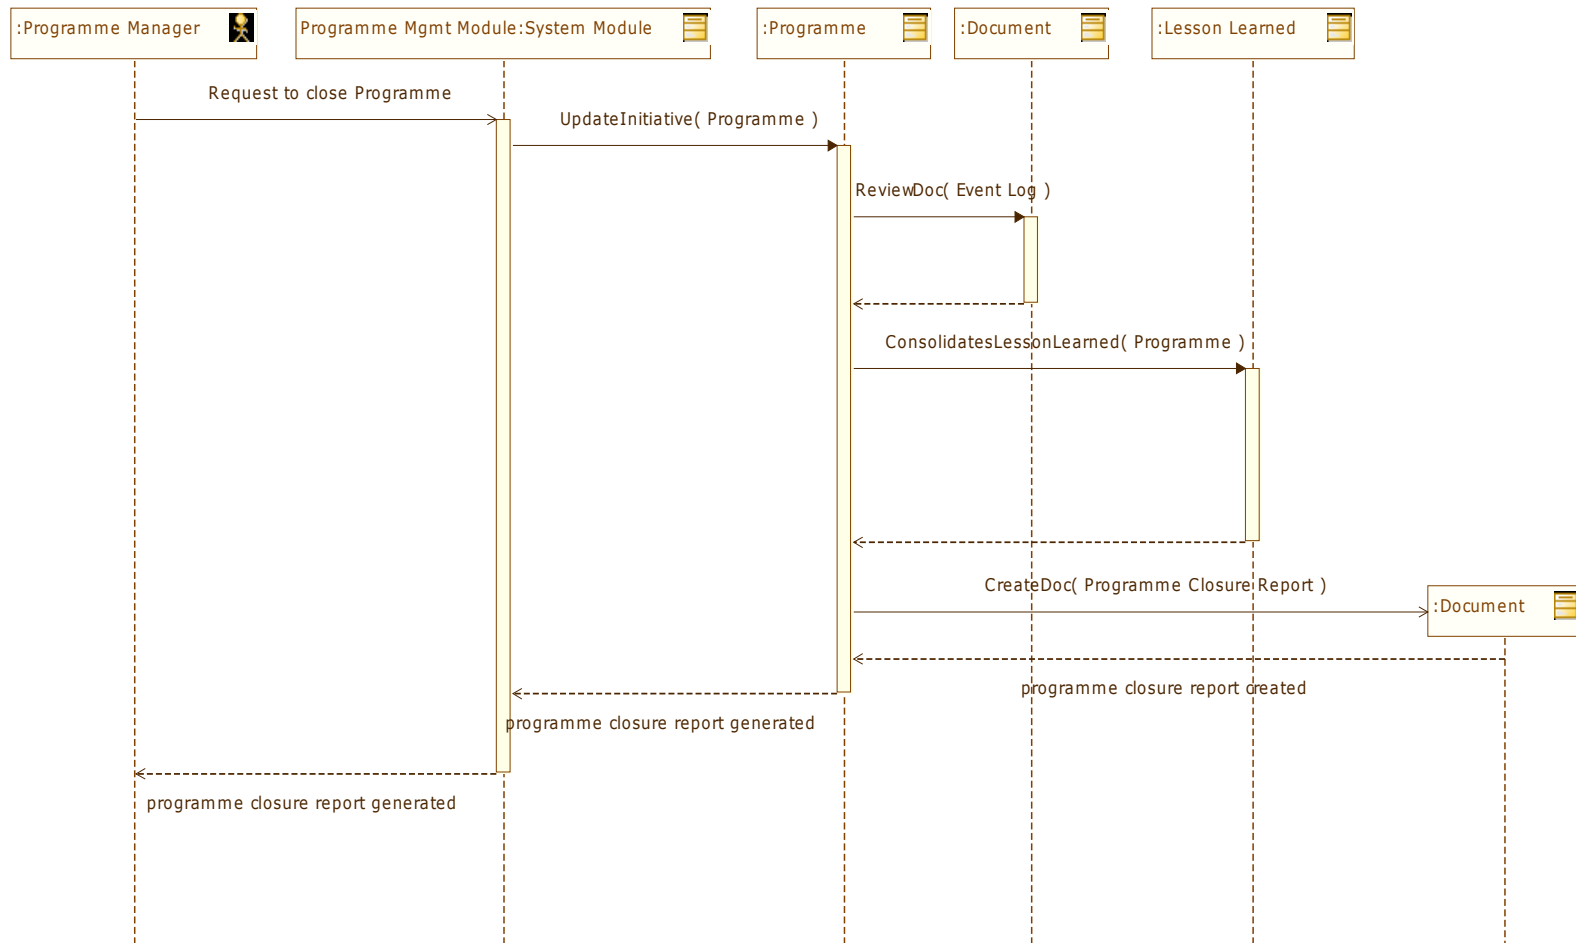 :Programme Manager
Programme Mgmt Module:System Module
:Programme
:Document
:Lesson Learned
Request to close Programme
UpdateInitiative( Programme )
ReviewDoc( Event Log )
ConsolidatesLessonLearned( Programme )
CreateDoc( Programme Closure Report )
:Document
programme closure report created
programme closure report generated
programme closure report generated